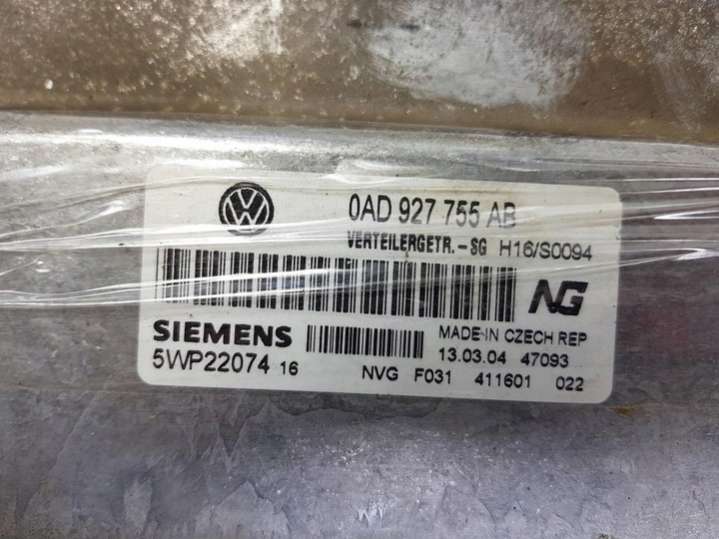 0AD 927 755 AB
VERTEILERGETR.-SG H16/S0094
NG
SIEMENS
MADE IN CZECH REP
5WP22074 16
13.03.04 47093
NVG F031 411601 022